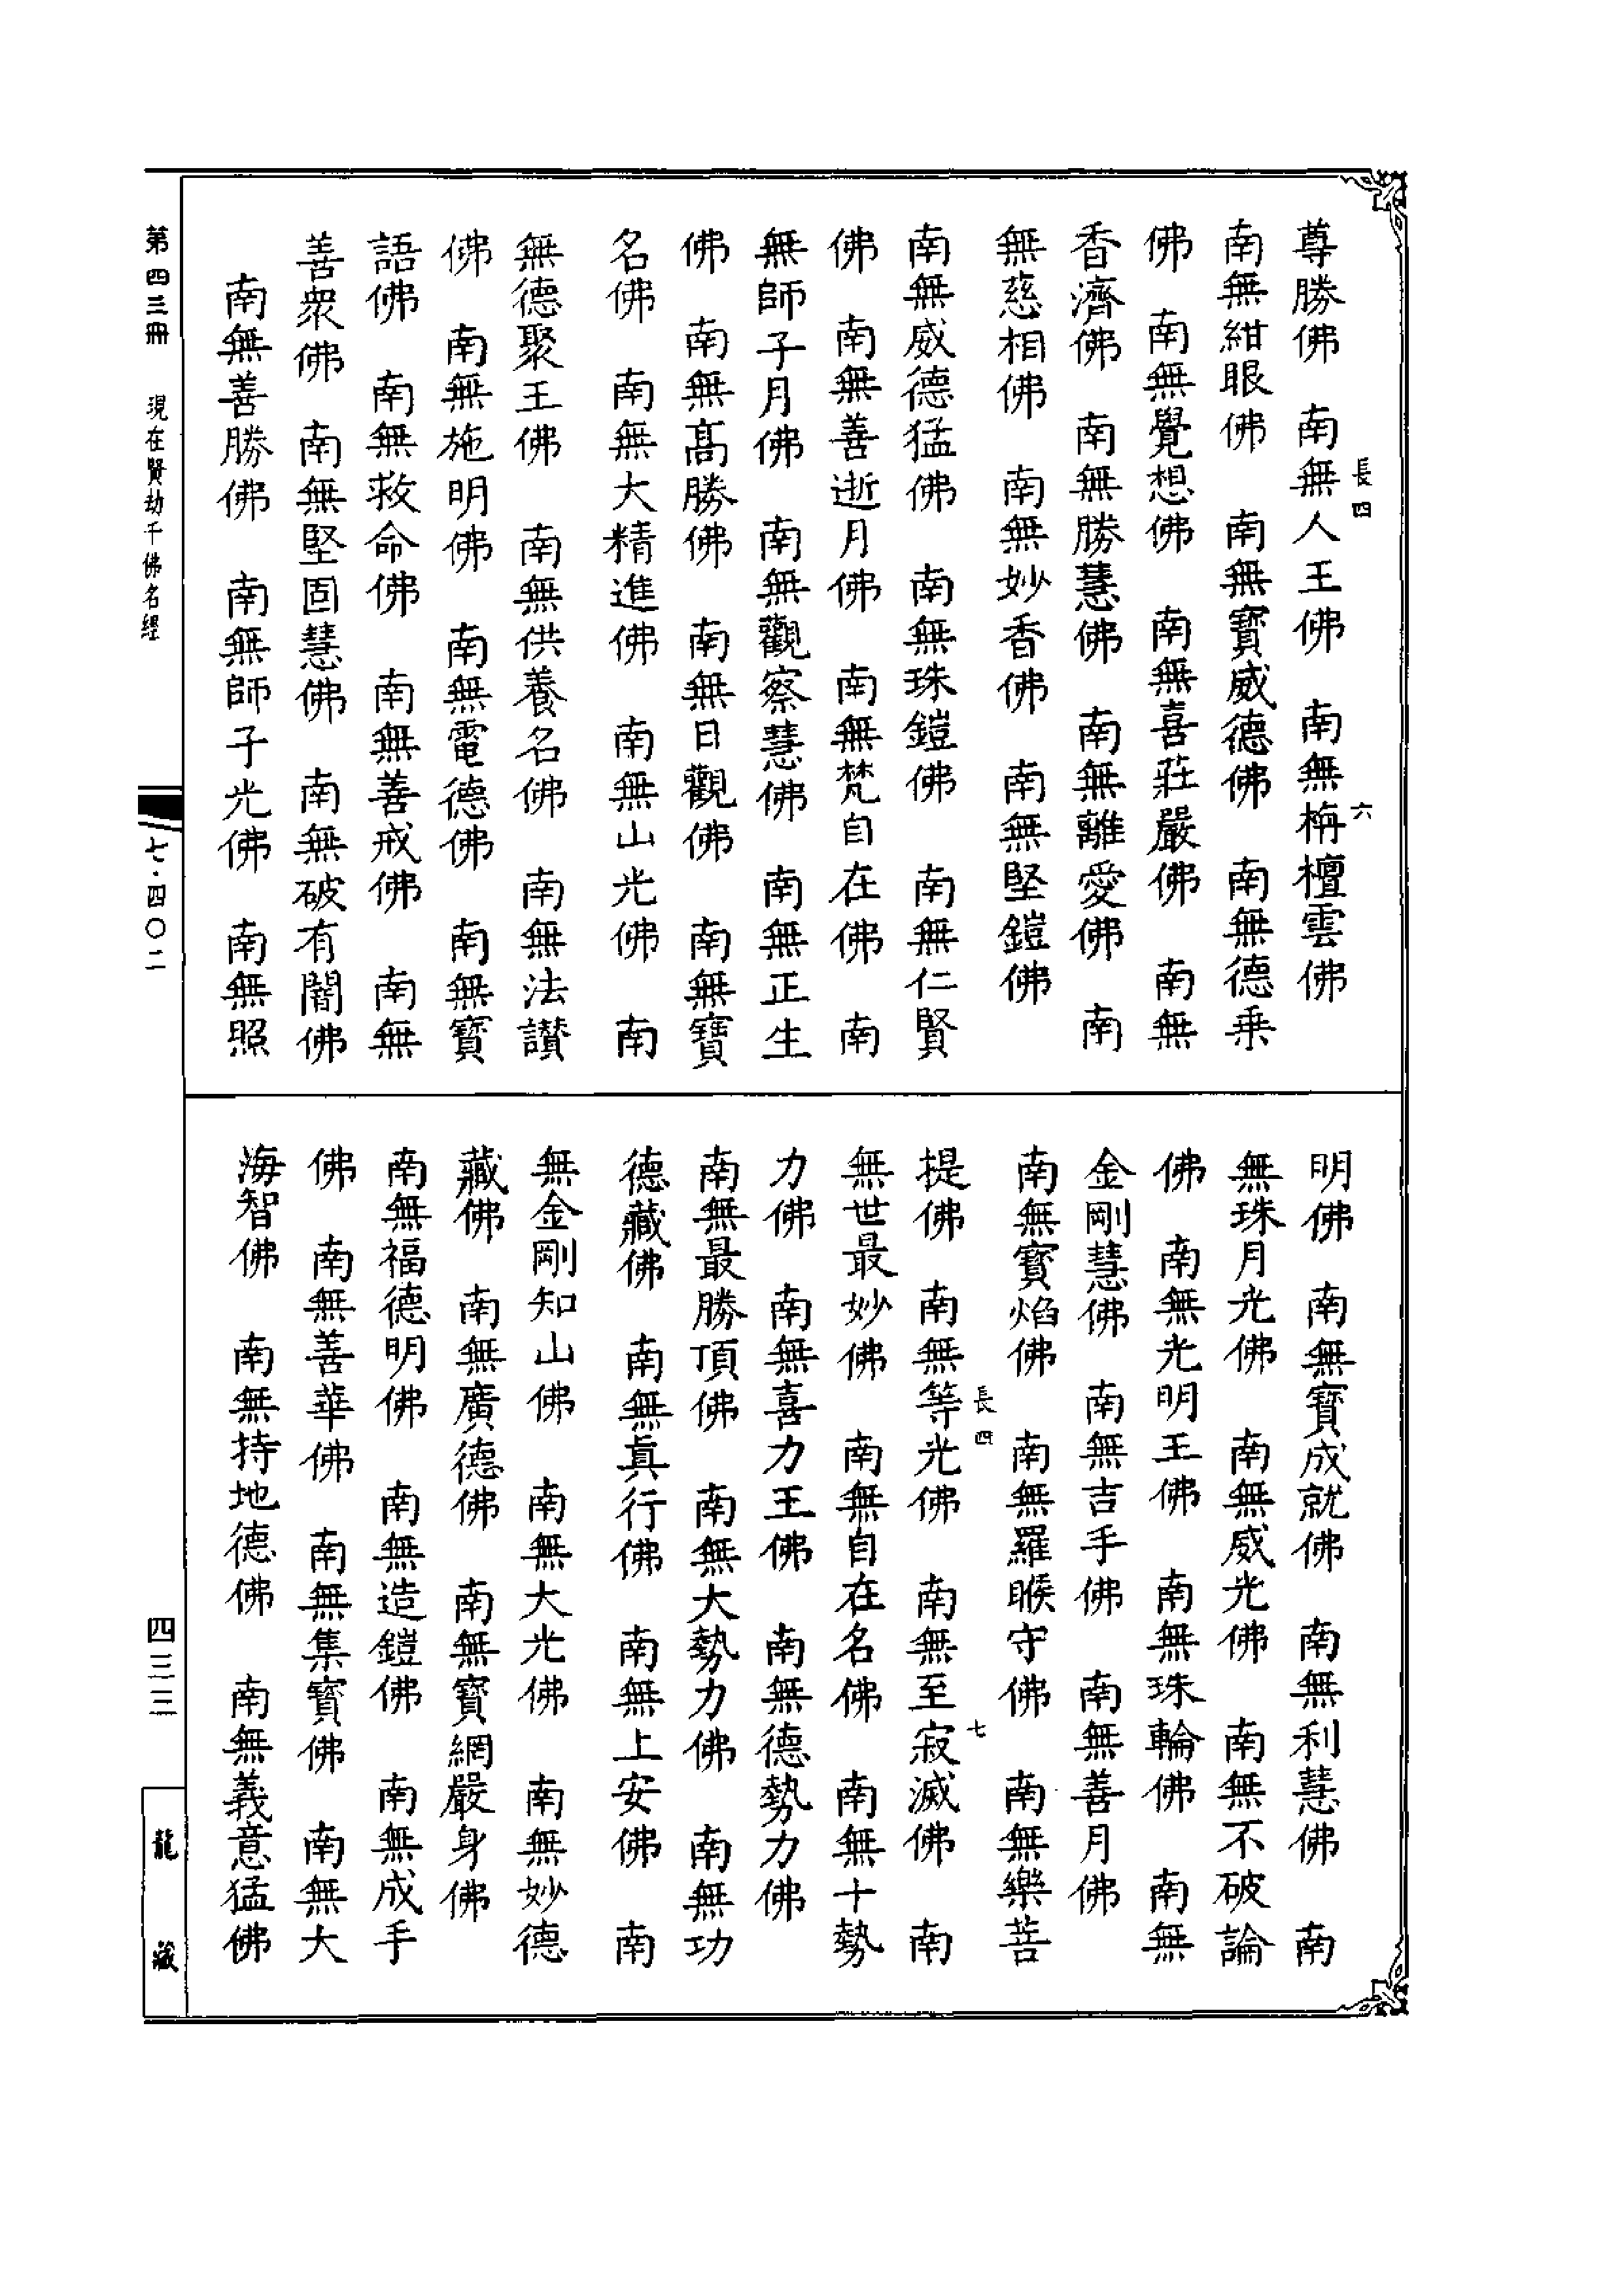 尊勝佛　南無人王佛　南無栴檀雲佛
長四
六
南無紺眼佛　南無寶威德佛　南無德乘
佛　南無覺想佛　南無喜莊嚴佛　南無
香濟佛　南無勝慧佛　南無離愛佛　南
無慈相佛　南無妙香佛　南無堅鎧佛
南無威德猛佛　南無珠鎧佛　南無仁賢
佛　南無善逝月佛　南無梵自在佛　南
無師子月佛　南無觀察慧佛　南無正生
佛　南無高勝佛　南無日觀佛　南無寶
名佛　南無大精進佛　南無山光佛　南
無德聚王佛　南無供養名佛　南無法讃
佛　南無施明佛　南無電德佛　南無寶
語佛　南無救命佛　南無善戒佛　南無
善衆佛　南無堅固慧佛　南無破有闇佛
南無善勝佛　南無師子光佛　南無照
明佛　南無寶成就佛　南無利慧佛　南
無珠月光佛　南無威光佛　南無不破論
佛　南無光明王佛　南無珠輪佛　南無
金剛慧佛　南無吉手佛　南無善月佛
南無寶焰佛　南無羅睺守佛　南無樂菩
提佛　南無等光佛　南無至寂滅佛　南
長四
七
無世最妙佛　南無自在名佛　南無十勢
力佛　南無喜力王佛　南無德勢力佛
南無最勝頂佛　南無大勢力佛　南無功
德藏佛　南無真行佛　南無上安佛　南
無金剛知山佛　南無大光佛　南無妙德
藏佛　南無廣德佛　南無寶網嚴身佛
南無福德明佛　南無造鎧佛　南無成手
佛　南無善華佛　南無集寶佛　南無大
海智佛　南無持地德佛　南無義意猛佛
第四三冊　現在賢劫千佛名經
七·四〇二
四三三
龍藏